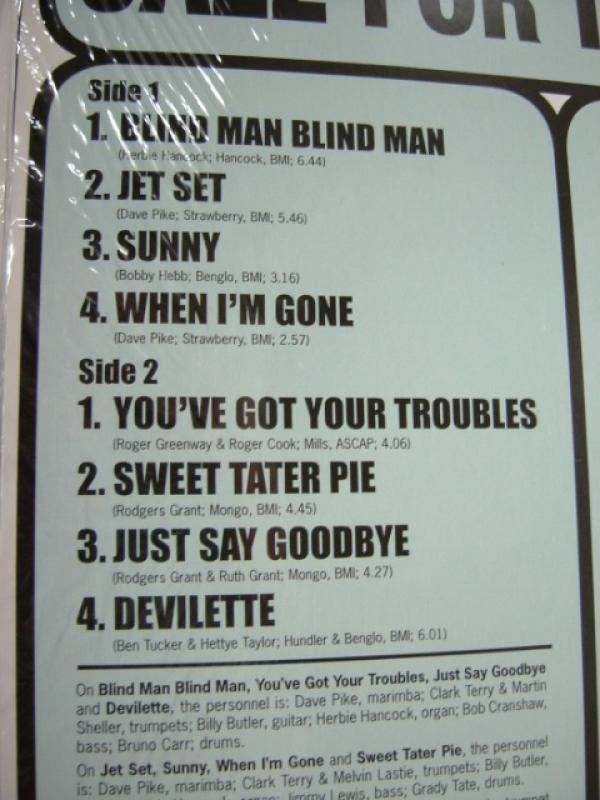 FOR
Side 1
1. BLIND MAN BLIND MAN
(Herbie Hancock; Hancock, BMI; 6.44)
2. JET SET
(Dave Pike; Strawberry, BMI; 5.46)
3. SUNNY
(Bobby Hebb; Benglo, BMI; 3.16)
4. WHEN I'M GONE
(Dave Pike; Strawberry, BMI; 2.57)
Side 2
1. YOU'VE GOT YOUR TROUBLES
(Roger Greenway & Roger Cook; Mills, ASCAP; 4.06)
2. SWEET TATER PIE
(Rodgers Grant; Mongo, BMI; 4.45)
3. JUST SAY GOODBYE
(Rodgers Grant & Ruth Grant; Mongo, BMI; 4.27)
4. DEVILETTE
(Ben Tucker & Hettye Taylor; Hundler & Benglo, BMI; 6.01)
On Blind Man Blind Man, You've Got Your Troubles, Just Say Goodbye
and Devilette, the personnel is: Dave Pike, marimba; Clark Terry & Martin
Sheller, trumpets; Billy Butler, guitar; Herbie Hancock, organ; Bob Cranshaw,
bass; Bruno Carr; drums.
On Jet Set, Sunny, When I'm Gone and Sweet Tater Pie, the personnel
is: Dave Pike, marimba; Clark Terry & Melvin Lastie, trumpets; Billy Butler,
Jimmy Lewis, bass; Grady Tate, drums.